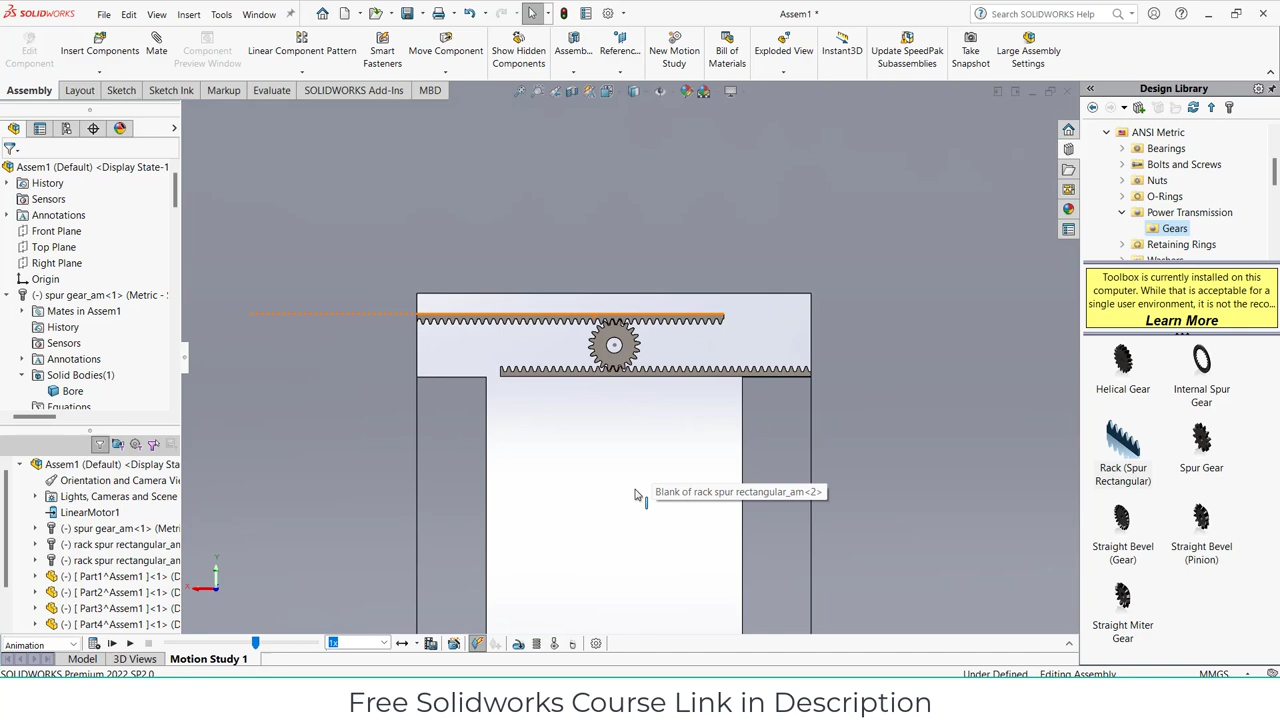 SOLIDWORKS
File Edit View Insert Tools Window
Assem1 *
Search SOLIDWORKS Help
Edit Component
Insert Components
Mate
Component Preview Window
Linear Component Pattern
Smart Fasteners
Move Component
Show Hidden Components
Assemb...
Referenc...
New Motion Study
Bill of Materials
Exploded View
Instant3D
Update SpeedPak Subassemblies
Take Snapshot
Large Assembly Settings
Assembly Layout Sketch Sketch Ink Markup Evaluate SOLIDWORKS Add-Ins MBD
Assem1 (Default) <Display State-1
History
Sensors
Annotations
Front Plane
Top Plane
Right Plane
Origin
(-) spur gear_am<1> (Metric - S
Mates in Assem1
History
Sensors
Annotations
Solid Bodies(1)
Bore
Equations
Assem1 (Default) <Display State
Orientation and Camera Vie
Lights, Cameras and Scene
LinearMotor1
(-) spur gear_am<1> (Metri
(-) rack spur rectangular_am
(-) rack spur rectangular_am
(-) [ Part1^Assem1 ]<1> (D
(-) [ Part2^Assem1 ]<1> (D
(-) [ Part3^Assem1 ]<1> (D
(-) [ Part4^Assem1 ]<1> (D
Blank of rack spur rectangular_am<2>
Y
X
Design Library
ANSI Metric
Bearings
Bolts and Screws
Nuts
O-Rings
Power Transmission
Gears
Retaining Rings
Washers
Toolbox is currently installed on this
computer. While that is acceptable for a
single user environment, it is not the reco...
Learn More
Helical Gear
Internal Spur Gear
Rack (Spur Rectangular)
Spur Gear
Straight Bevel (Gear)
Straight Bevel (Pinion)
Straight Miter Gear
Animation
1x
Model 3D Views Motion Study 1
SOLIDWORKS Premium 2022 SP2.0
Under Defined Editing Assembly MMGS
Free Solidworks Course Link in Description